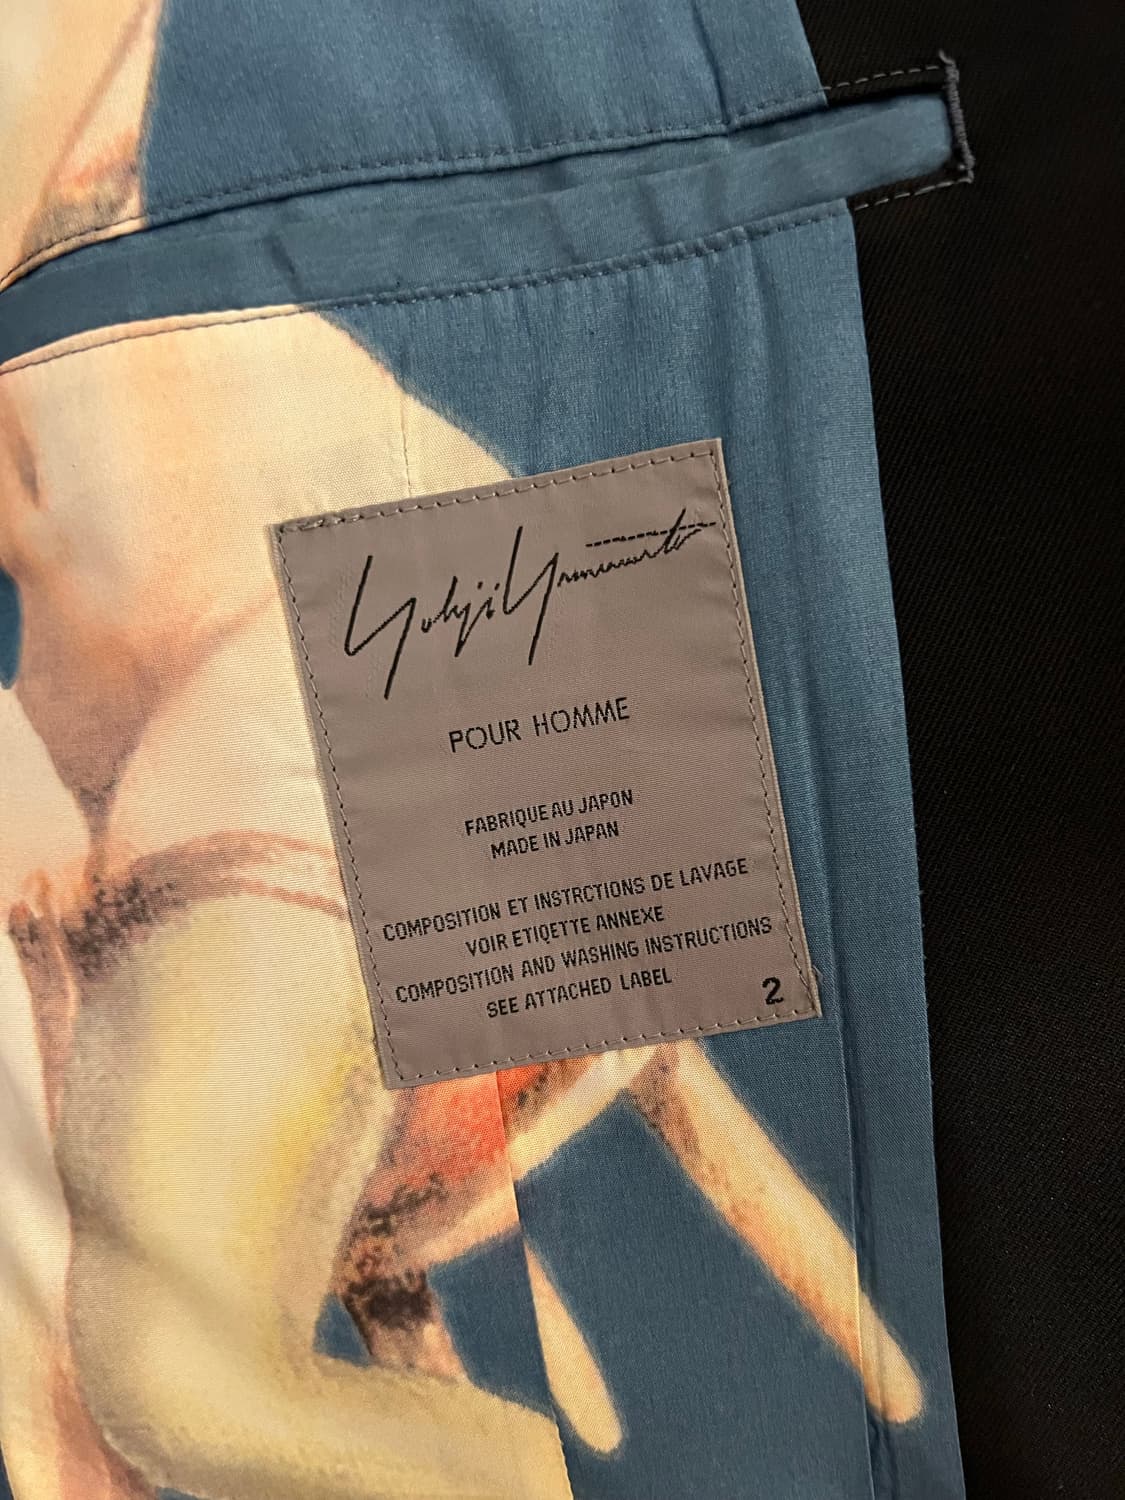 Yohji Yamamoto
POUR HOMME
FABRIQUE AU JAPON
MADE IN JAPAN
COMPOSITION ET INSTRCTIONS DE LAVAGE
VOIR ETIQETTE ANNEXE
COMPOSITION AND WASHING INSTRUCTIONS
SEE ATTACHED LABEL
2